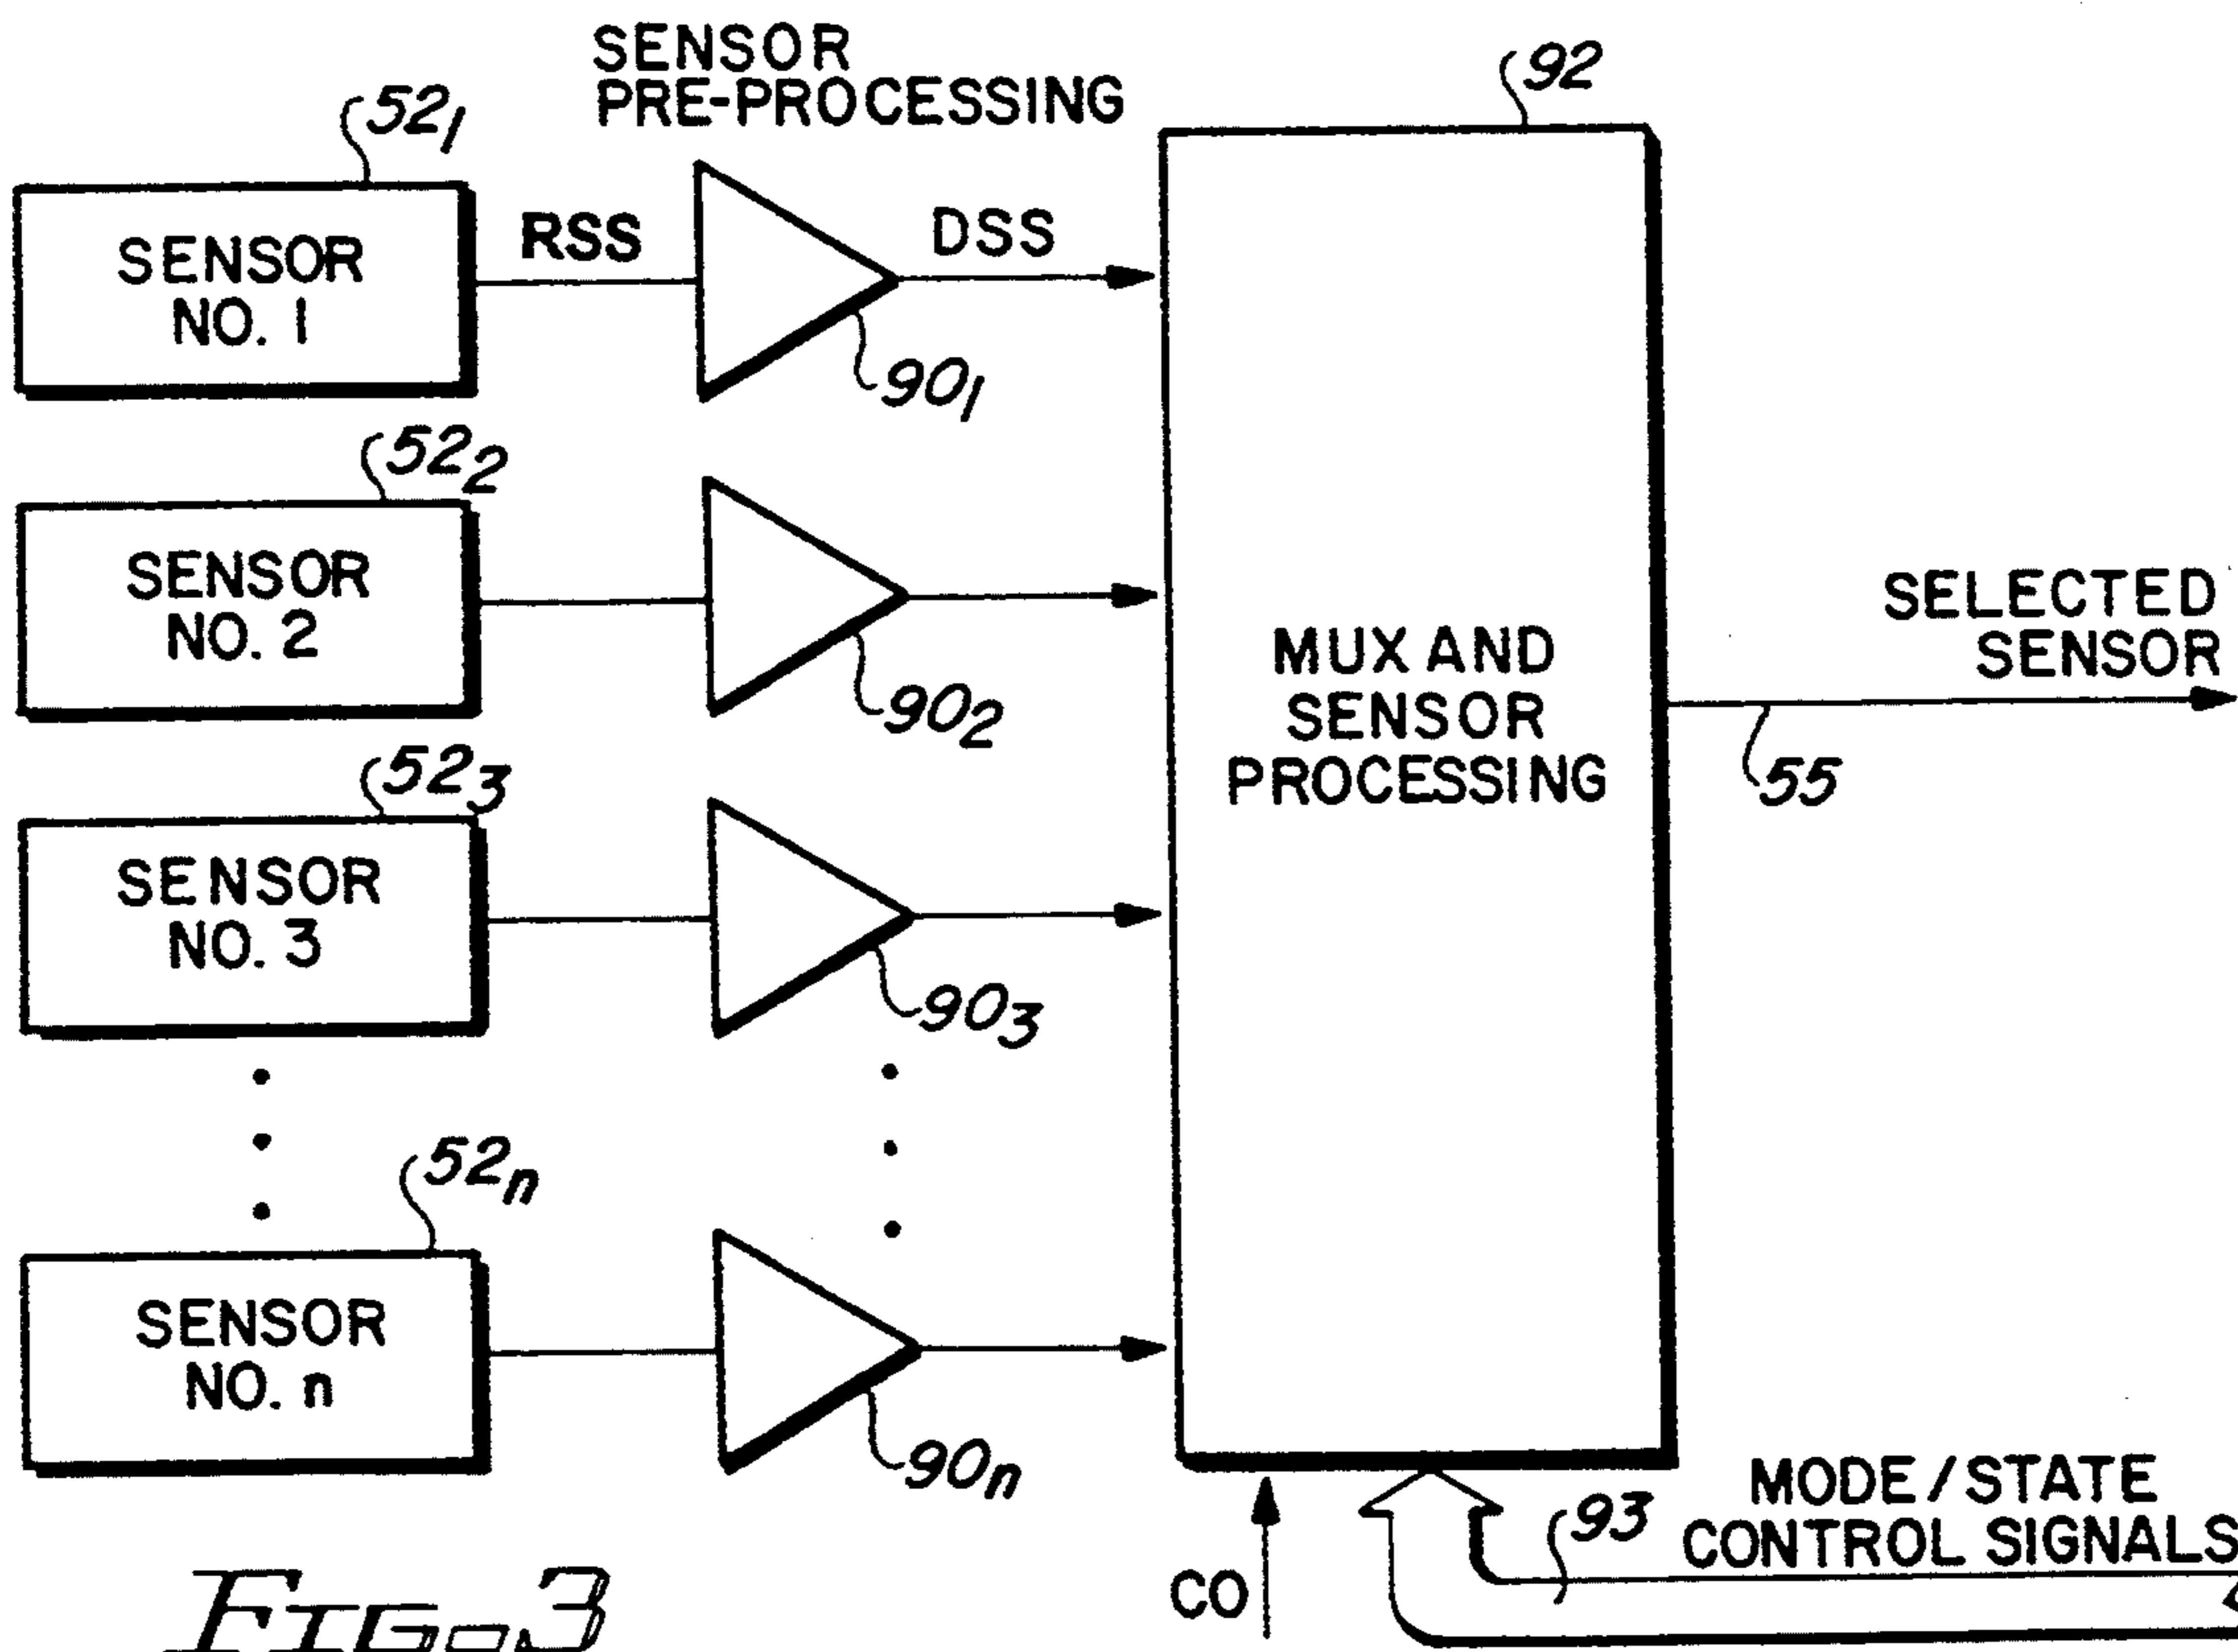 SENSOR
PRE-PROCESSING
92
52₁
SENSOR
NO. 1
RSS
DSS
90₁
52₂
SENSOR
NO. 2
90₂
MUX AND
SENSOR
PROCESSING
SELECTED
SENSOR
55
52₃
SENSOR
NO. 3
90₃
52ₙ
SENSOR
NO. n
90ₙ
CO
93
MODE/STATE
CONTROL SIGNALS
FIG. 3